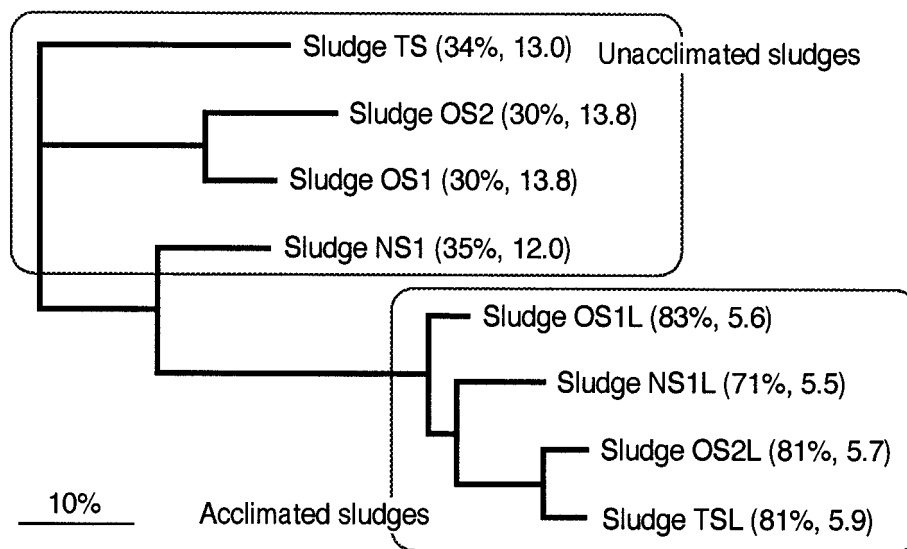 Sludge TS (34%, 13.0)
Unacclimated sludges
Sludge OS2 (30%, 13.8)
Sludge OS1 (30%, 13.8)
Sludge NS1 (35%, 12.0)
Sludge OS1L (83%, 5.6)
Sludge NS1L (71%, 5.5)
Sludge OS2L (81%, 5.7)
10%
Acclimated sludges
Sludge TSL (81%, 5.9)